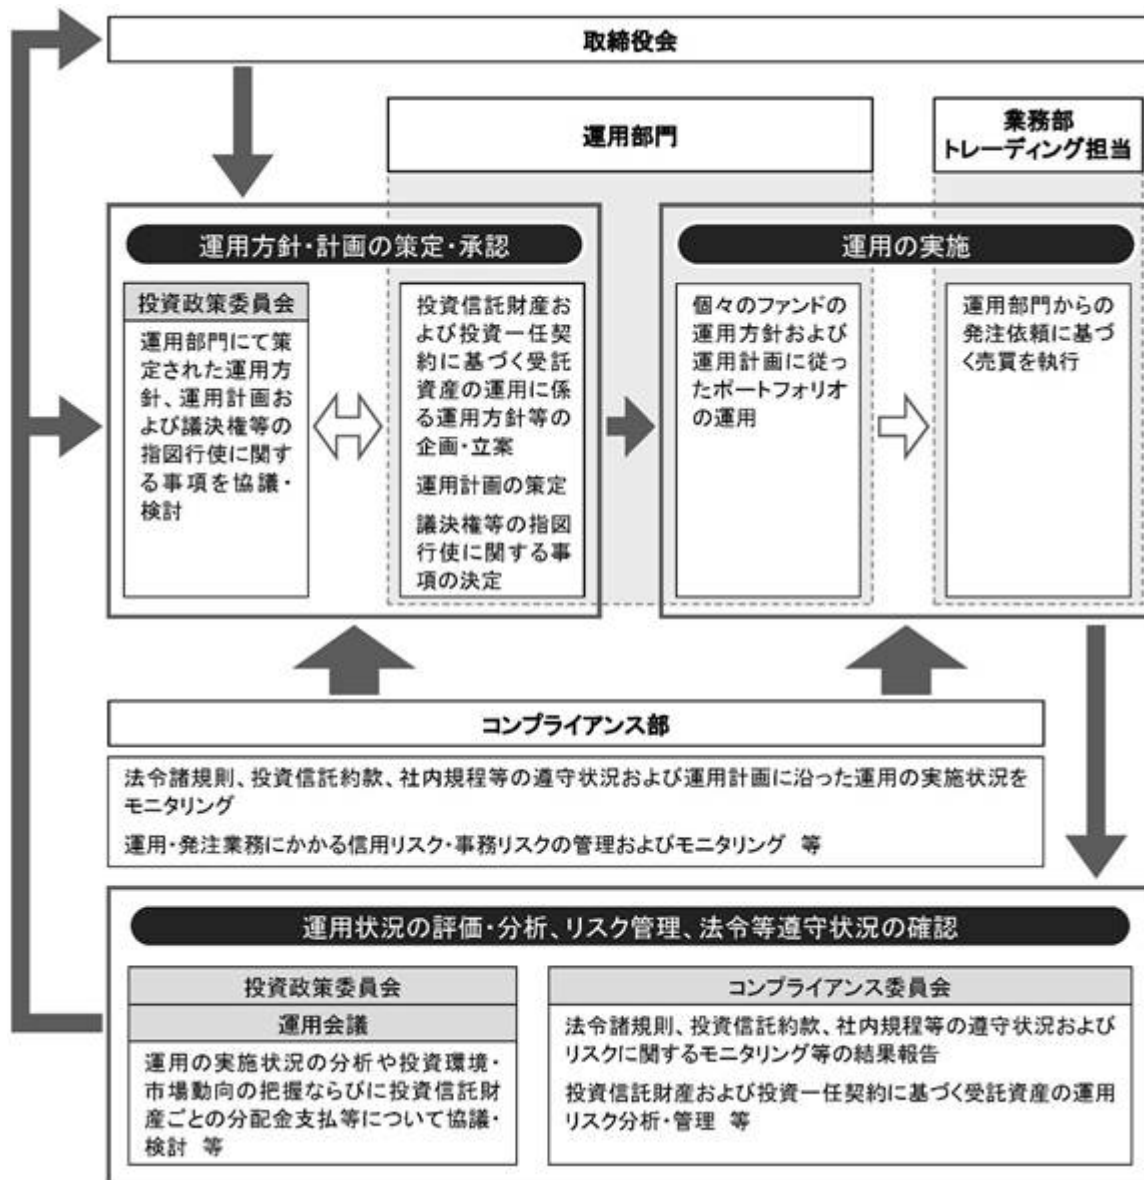 取締役会
運用部門
業務部
トレーディング担当
運用方針・計画の策定・承認
投資政策委員会
運用部門にて策
定された運用方
針、運用計画お
よび議決権等の
指図行使に関す
る事項を協議・
検討
投資信託財産お
よび投資一任契
約に基づく受託
資産の運用に係
る運用方針等の
企画・立案
運用計画の策定
議決権等の指図
行使に関する事
項の決定
運用の実施
個々のファンドの
運用方針および
運用計画に従っ
たポートフォリオ
の運用
運用部門からの
発注依頼に基づ
く売買を執行
コンプライアンス部
法令諸規則、投資信託約款、社内規程等の遵守状況および運用計画に沿った運用の実施状況を
モニタリング
運用・発注業務にかかる信用リスク・事務リスクの管理およびモニタリング 等
運用状況の評価・分析、リスク管理、法令等遵守状況の確認
投資政策委員会
運用会議
運用の実施状況の分析や投資環境・
市場動向の把握ならびに投資信託財
産ごとの分配金支払等について協議・
検討 等
コンプライアンス委員会
法令諸規則、投資信託約款、社内規程等の遵守状況および
リスクに関するモニタリング等の結果報告
投資信託財産および投資一任契約に基づく受託資産の運用
リスク分析・管理 等